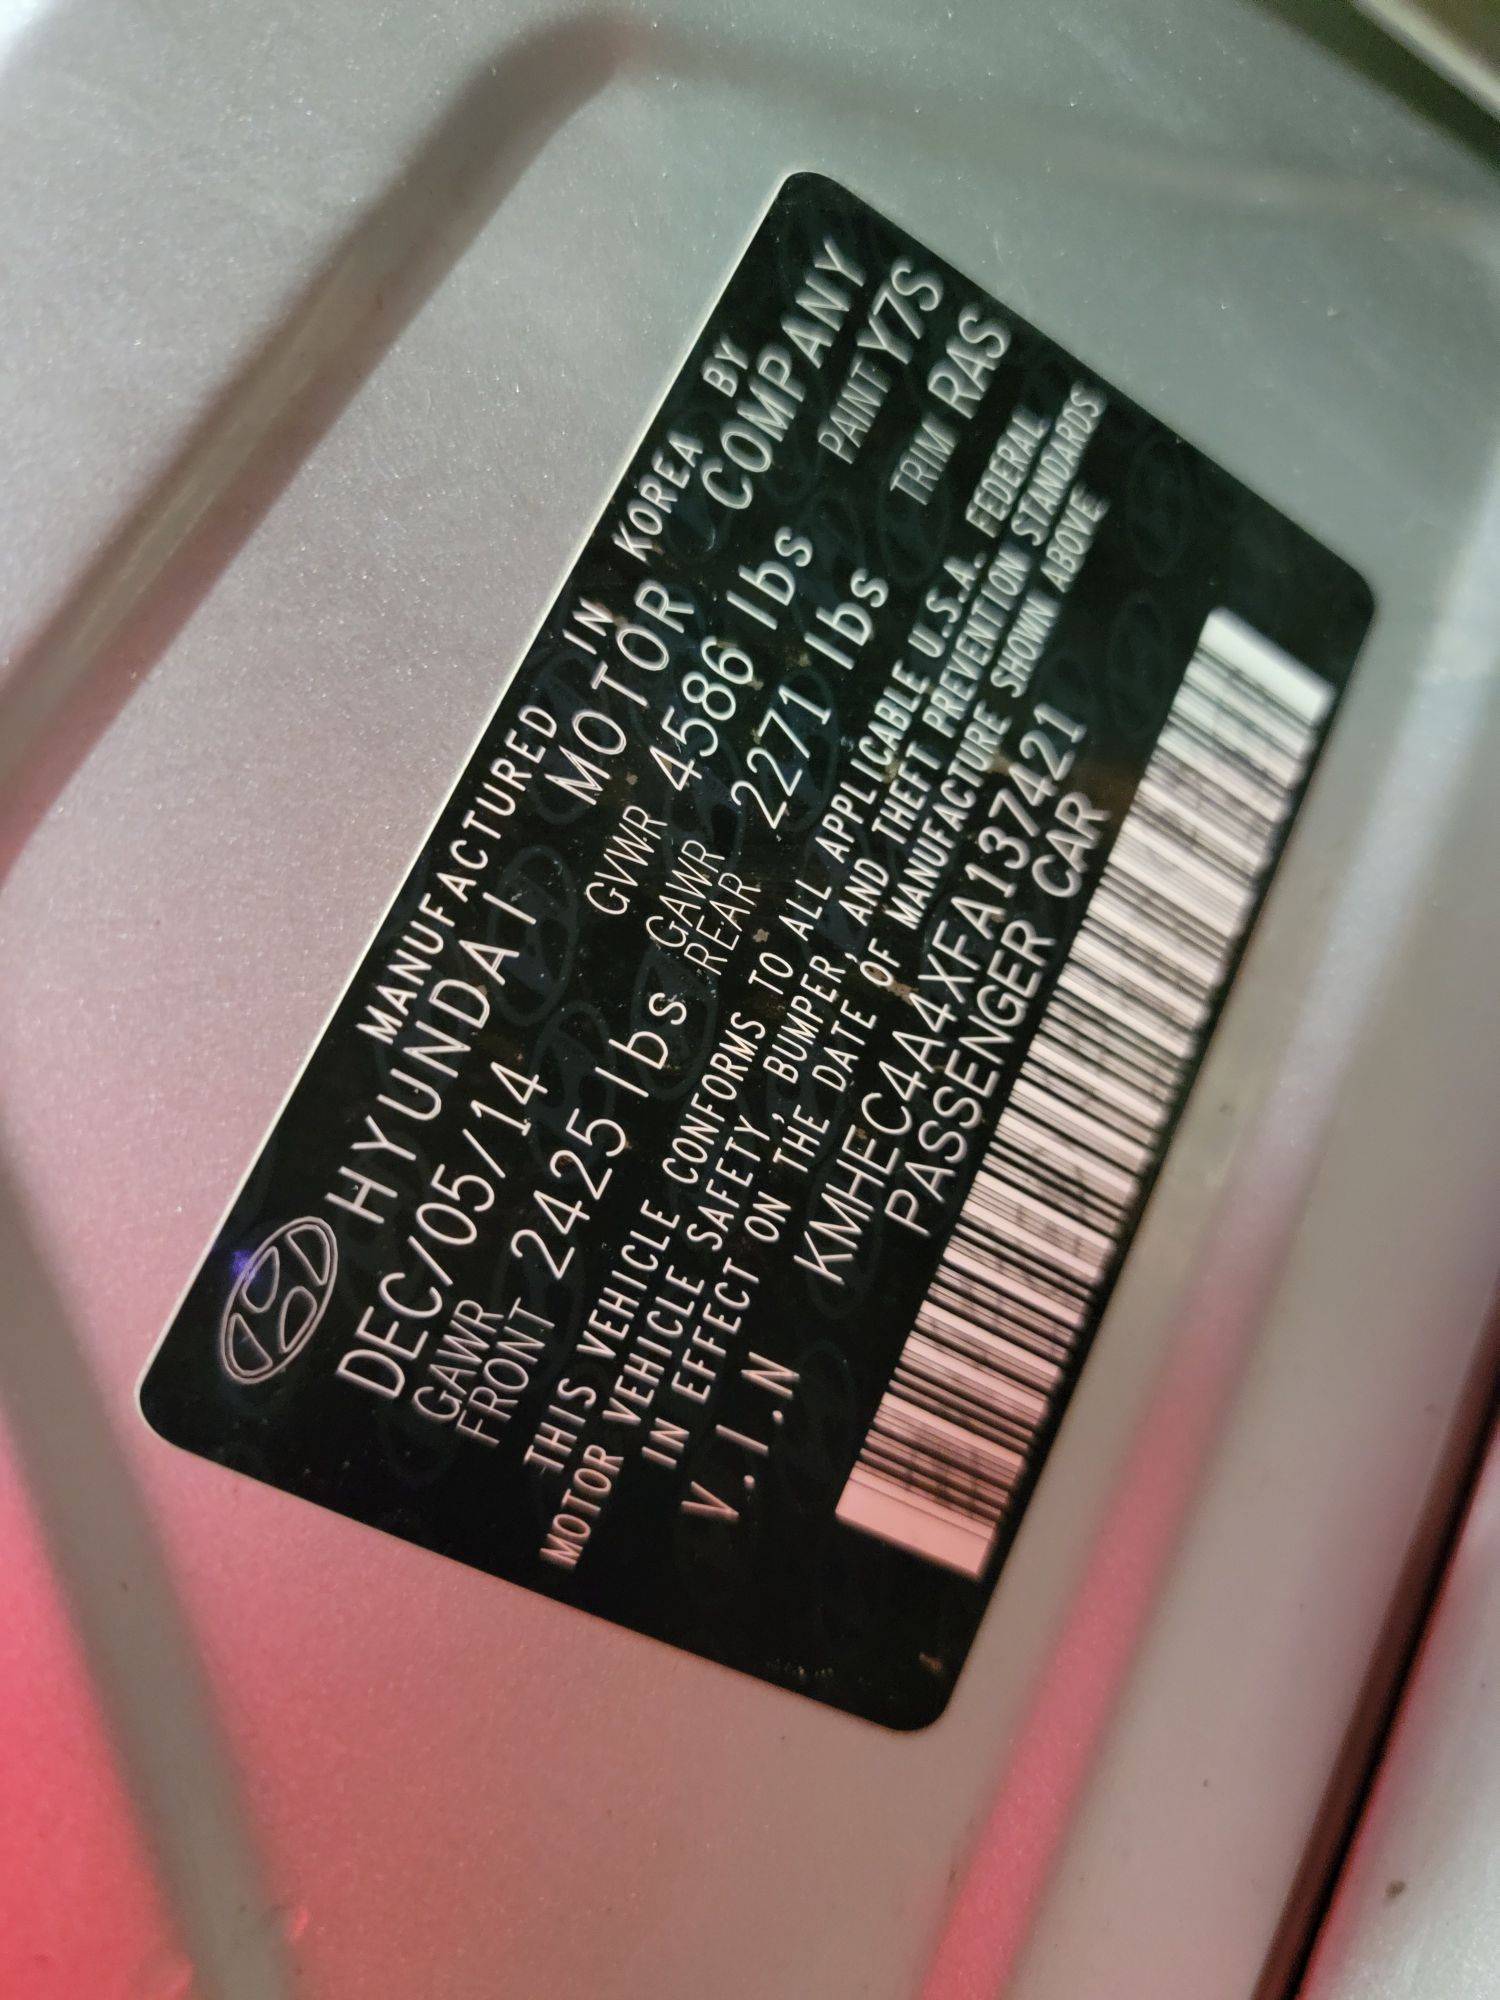 MANUFACTURED IN KOREA BY
HYUNDAI MOTOR COMPANY
DEC/05/14 GVWR 4586 lbs PAINT Y7S
GAWR FRONT 2425 lbs GAWR REAR 2271 lbs TRIM RAS
THIS VEHICLE CONFORMS TO ALL APPLICABLE U.S.A. FEDERAL
MOTOR VEHICLE SAFETY, BUMPER, AND THEFT PREVENTION STANDARDS
IN EFFECT ON THE DATE OF MANUFACTURE SHOWN ABOVE
V.I.N KMHEC4A4XFA137421
PASSENGER CAR